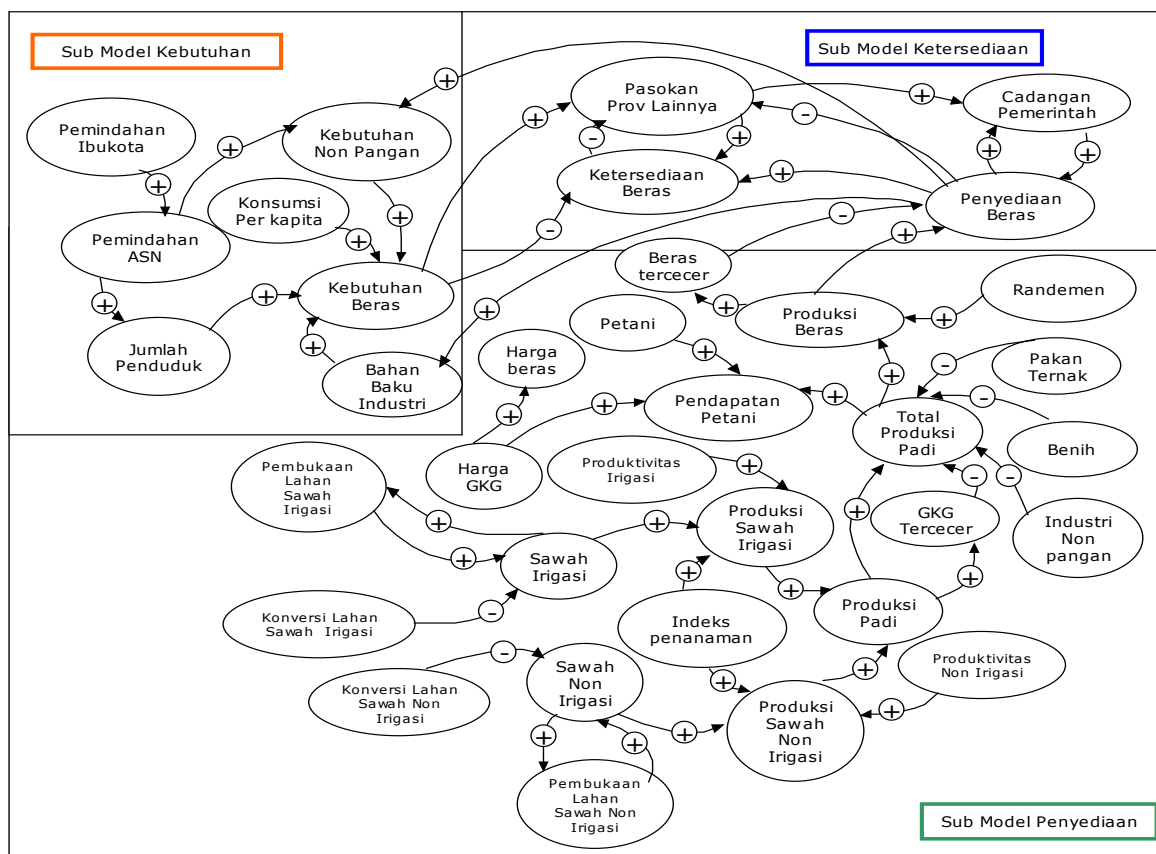 Sub Model Kebutuhan
Sub Model Ketersediaan
Pemindahan
Ibukota
+
Kebutuhan
Non Pangan
+
+
Pasokan
Prov Lainnya
+
Cadangan
Pemerintah
+
-
+
-
+
+
+
Konsumsi
Per kapita
+
Ketersediaan
Beras
+
Penyediaan
Beras
Pemindahan
ASN
+
+
-
-
+
Kebutuhan
Beras
+
+
Beras
tercecer
+
Produksi
Beras
+
Randemen
Jumlah
Penduduk
+
+
Bahan
Baku
Industri
Harga
beras
Petani
+
+
-
Pakan
Ternak
+
+
Pendapatan
Petani
+
Total
Produksi
Padi
-
Benih
Harga
GKG
Pembukaan
Lahan
Sawah
Irigasi
Produktivitas
Irigasi
+
-
-
+
GKG
Tercecer
Industri
Non
pangan
+
+
Sawah
Irigasi
+
Produksi
Sawah
Irigasi
+
+
+
Produksi
Padi
Konversi Lahan
Sawah Irigasi
-
Indeks
penanaman
-
Sawah
Non
Irigasi
+
+
Produktivitas
Non Irigasi
Konversi Lahan
Sawah Non
Irigasi
+
Produksi
Sawah
Non
Irigasi
+
+
+
Pembukaan
Lahan
Sawah Non
Irigasi
Sub Model Penyediaan